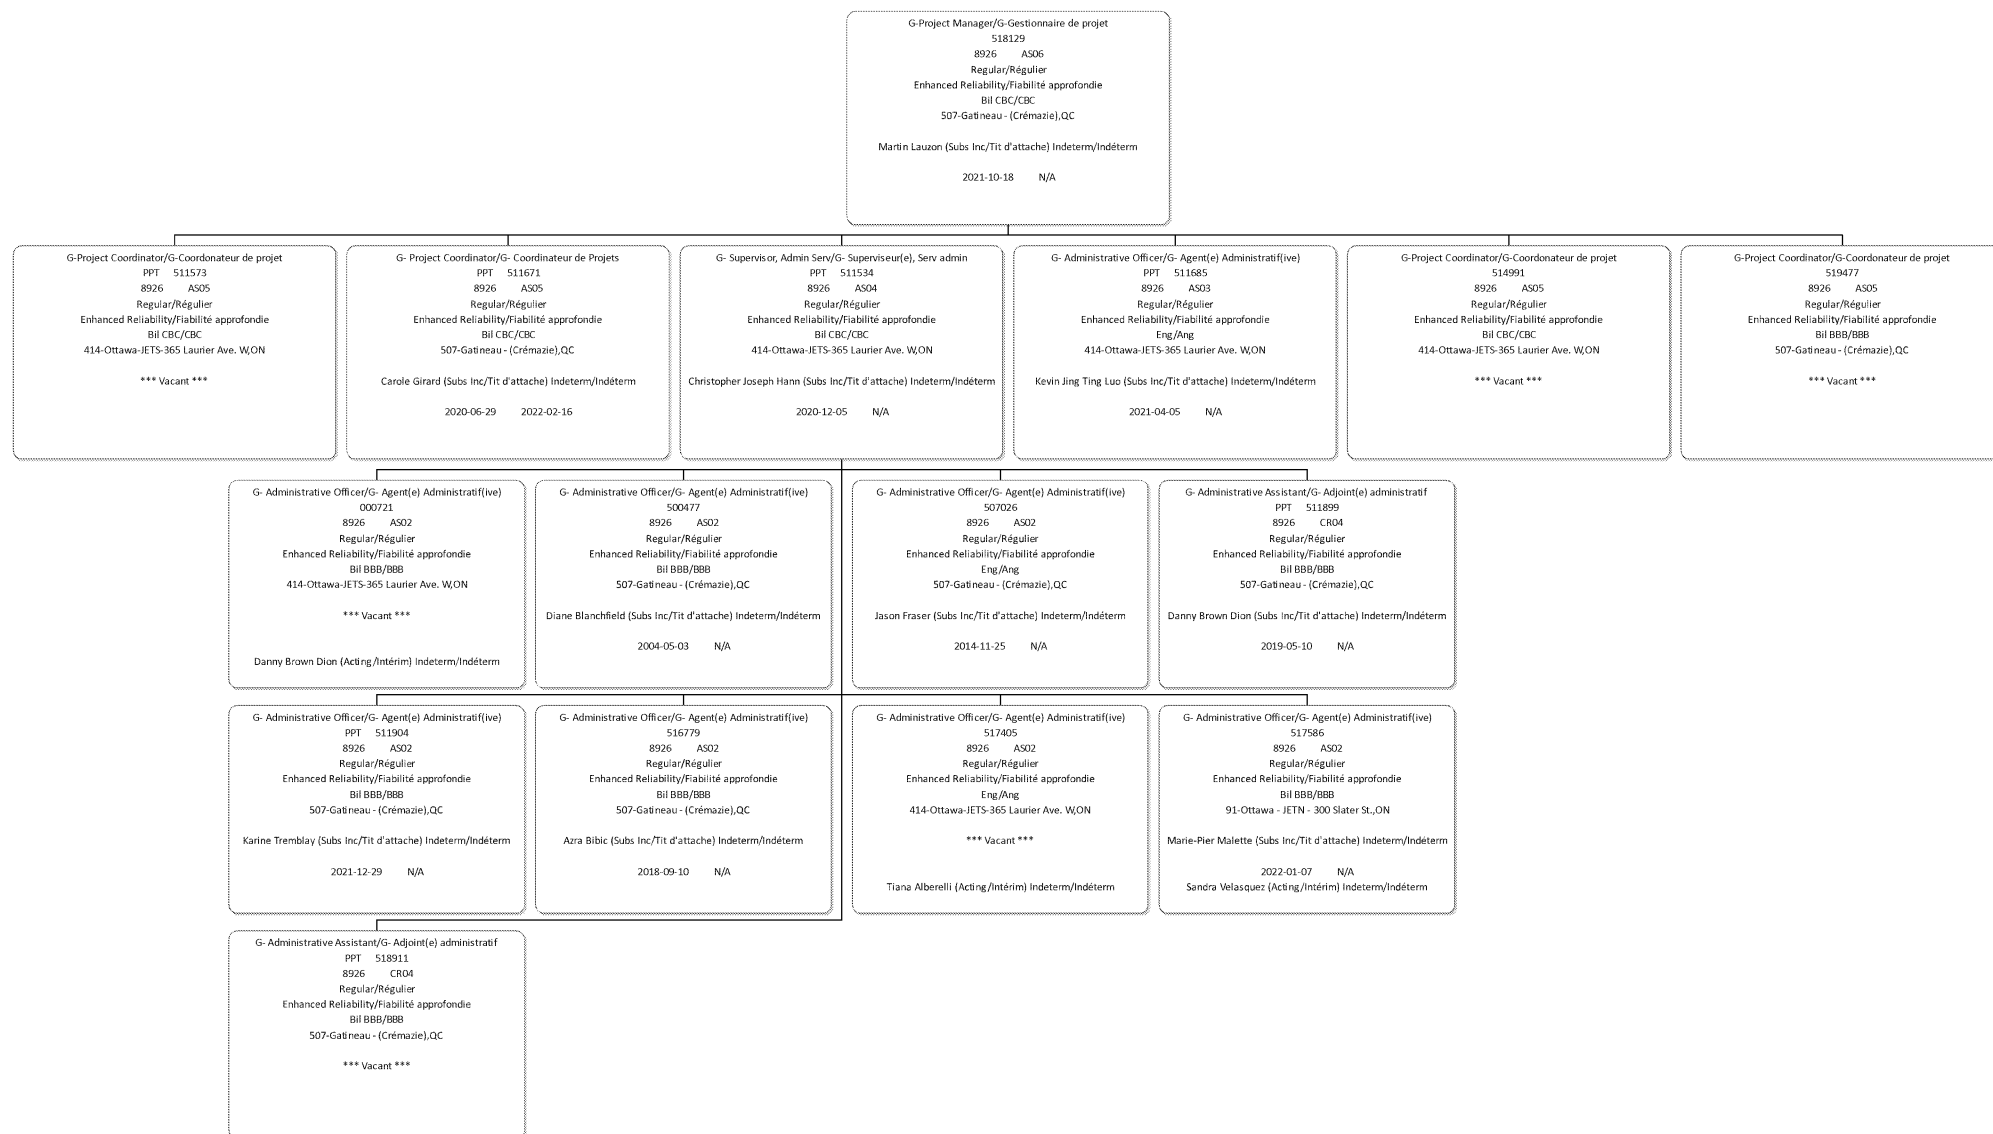 G-Project Manager/G-Gestionnaire de projet
518129
8926 AS06
Regular/Régulier
Enhanced Reliability/Fiabilité approfondie
Bil CBC/CBC
507-Gatineau - (Crémazie),QC
Martin Lauzon (Subs Inc/Tit d'attache) Indeterm/Indéterm
2021-10-18 N/A
G-Project Coordinator/G-Coordonateur de projet
PPT 511573
8926 AS05
Regular/Régulier
Enhanced Reliability/Fiabilité approfondie
Bil CBC/CBC
414-Ottawa-JETS-365 Laurier Ave. W,ON
*** Vacant ***
G- Project Coordinator/G- Coordinateur de Projets
PPT 511671
8926 AS05
Regular/Régulier
Enhanced Reliability/Fiabilité approfondie
Bil CBC/CBC
507-Gatineau - (Crémazie),QC
Carole Girard (Subs Inc/Tit d'attache) Indeterm/Indéterm
2020-06-29 2022-02-16
G- Supervisor, Admin Serv/G- Superviseur(e), Serv admin
PPT 511534
8926 AS04
Regular/Régulier
Enhanced Reliability/Fiabilité approfondie
Bil CBC/CBC
414-Ottawa-JETS-365 Laurier Ave. W,ON
Christopher Joseph Hann (Subs Inc/Tit d'attache) Indeterm/Indéterm
2020-12-05 N/A
G- Administrative Officer/G- Agent(e) Administratif(ive)
PPT 511685
8926 AS03
Regular/Régulier
Enhanced Reliability/Fiabilité approfondie
Eng/Ang
414-Ottawa-JETS-365 Laurier Ave. W,ON
Kevin Jing Ting Luo (Subs Inc/Tit d'attache) Indeterm/Indéterm
2021-04-05 N/A
G-Project Coordinator/G-Coordonateur de projet
514991
8926 AS05
Regular/Régulier
Enhanced Reliability/Fiabilité approfondie
Bil CBC/CBC
414-Ottawa-JETS-365 Laurier Ave. W,ON
*** Vacant ***
G-Project Coordinator/G-Coordonateur de projet
519477
8926 AS05
Regular/Régulier
Enhanced Reliability/Fiabilité approfondie
Bil BBB/BBB
507-Gatineau - (Crémazie),QC
*** Vacant ***
G- Administrative Officer/G- Agent(e) Administratif(ive)
000721
8926 AS02
Regular/Régulier
Enhanced Reliability/Fiabilité approfondie
Bil BBB/BBB
414-Ottawa-JETS-365 Laurier Ave. W,ON
*** Vacant ***
Danny Brown Dion (Acting/Intérim) Indeterm/Indéterm
G- Administrative Officer/G- Agent(e) Administratif(ive)
500477
8926 AS02
Regular/Régulier
Enhanced Reliability/Fiabilité approfondie
Bil BBB/BBB
507-Gatineau - (Crémazie),QC
Diane Blanchfield (Subs Inc/Tit d'attache) Indeterm/Indéterm
2004-05-03 N/A
G- Administrative Officer/G- Agent(e) Administratif(ive)
507026
8926 AS02
Regular/Régulier
Enhanced Reliability/Fiabilité approfondie
Eng/Ang
507-Gatineau - (Crémazie),QC
Jason Fraser (Subs Inc/Tit d'attache) Indeterm/Indéterm
2014-11-25 N/A
G- Administrative Assistant/G- Adjoint(e) administratif
PPT 511899
8926 CR04
Regular/Régulier
Enhanced Reliability/Fiabilité approfondie
Bil BBB/BBB
507-Gatineau - (Crémazie),QC
Danny Brown Dion (Subs Inc/Tit d'attache) Indeterm/Indéterm
2019-05-10 N/A
G- Administrative Officer/G- Agent(e) Administratif(ive)
PPT 511904
8926 AS02
Regular/Régulier
Enhanced Reliability/Fiabilité approfondie
Bil BBB/BBB
507-Gatineau - (Crémazie),QC
Karine Tremblay (Subs Inc/Tit d'attache) Indeterm/Indéterm
2021-12-29 N/A
G- Administrative Officer/G- Agent(e) Administratif(ive)
516779
8926 AS02
Regular/Régulier
Enhanced Reliability/Fiabilité approfondie
Bil BBB/BBB
507-Gatineau - (Crémazie),QC
Azra Bibic (Subs Inc/Tit d'attache) Indeterm/Indéterm
2018-09-10 N/A
G- Administrative Officer/G- Agent(e) Administratif(ive)
517405
8926 AS02
Regular/Régulier
Enhanced Reliability/Fiabilité approfondie
Eng/Ang
414-Ottawa-JETS-365 Laurier Ave. W,ON
*** Vacant ***
Tiana Alberelli (Acting/Intérim) Indeterm/Indéterm
G- Administrative Officer/G- Agent(e) Administratif(ive)
517586
8926 AS02
Regular/Régulier
Enhanced Reliability/Fiabilité approfondie
Bil BBB/BBB
91-Ottawa - JETN - 300 Slater St.,ON
Marie-Pier Malette (Subs Inc/Tit d'attache) Indeterm/Indéterm
2022-01-07 N/A
Sandra Velasquez (Acting/Intérim) Indeterm/Indéterm
G- Administrative Assistant/G- Adjoint(e) administratif
PPT 518911
8926 CR04
Regular/Régulier
Enhanced Reliability/Fiabilité approfondie
Bil BBB/BBB
507-Gatineau - (Crémazie),QC
*** Vacant ***